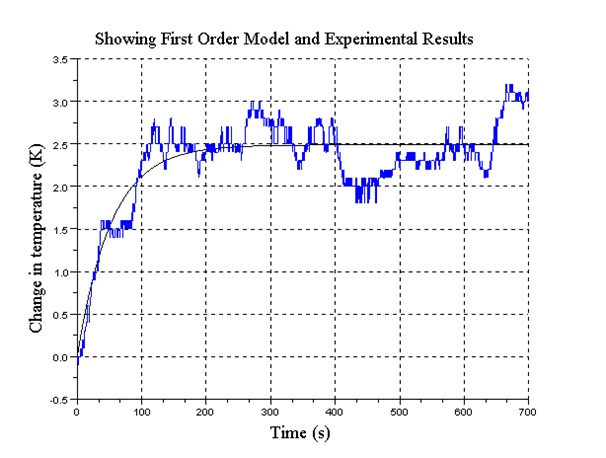 Showing First Order Model and Experimental Results
3.5
3.0
2.5
2.0
1.5
1.0
0.5
0.0
-0.5
Change in temperature (K)
0 100 200 300 400 500 600 700
Time (s)